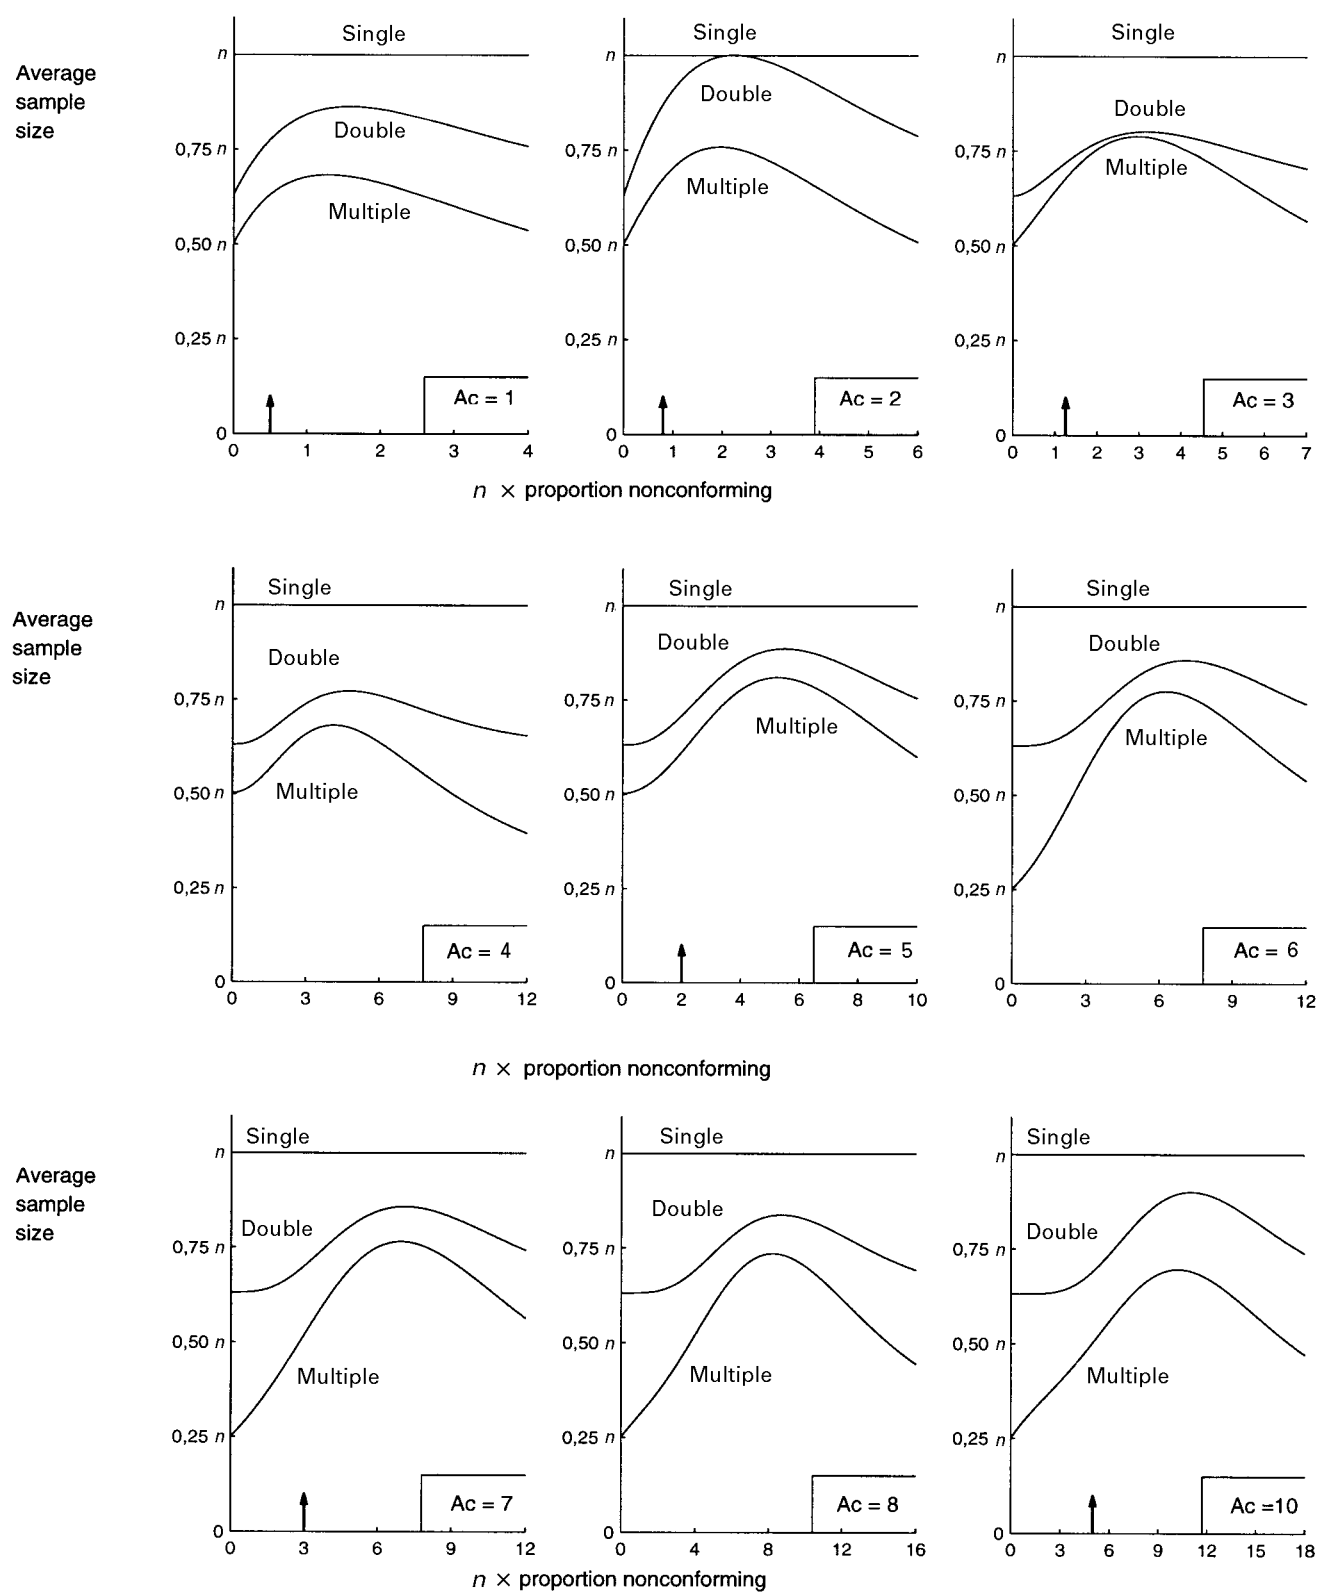 Average
sample
size
Single
n
Double
0,75 n
Multiple
0,50 n
0,25 n
Ac = 1
0
0 1 2 3 4
Single
n
Double
0,75 n
Multiple
0,50 n
0,25 n
Ac = 2
0
0 1 2 3 4 5 6
Single
n
Double
0,75 n
Multiple
0,50 n
0,25 n
Ac = 3
0
0 1 2 3 4 5 6 7
n × proportion nonconforming
Average
sample
size
Single
n
Double
0,75 n
0,50 n
Multiple
0,25 n
Ac = 4
0
0 3 6 9 12
Single
n
Double
0,75 n
Multiple
0,50 n
0,25 n
Ac = 5
0
0 2 4 6 8 10
Single
n
Double
0,75 n
Multiple
0,50 n
0,25 n
Ac = 6
0
0 3 6 9 12
n × proportion nonconforming
Average
sample
size
Single
n
Double
0,75 n
0,50 n
Multiple
0,25 n
Ac = 7
0
0 3 6 9 12
Single
n
Double
0,75 n
0,50 n
Multiple
0,25 n
Ac = 8
0
0 4 8 12 16
Single
n
Double
0,75 n
0,50 n
Multiple
0,25 n
Ac =10
0
0 3 6 9 12 15 18
n × proportion nonconforming